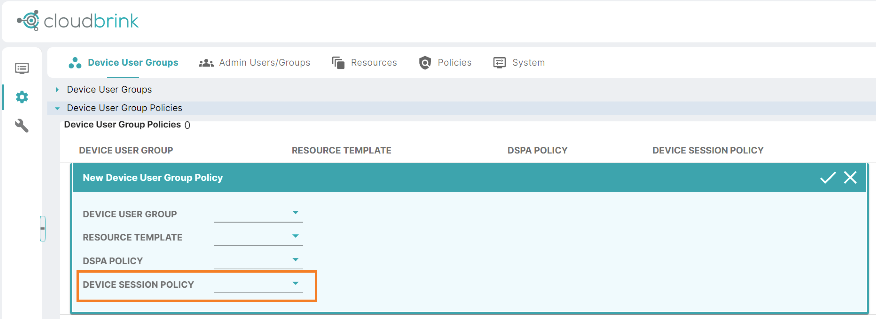 cloudbrink
Device User Groups Admin Users/Groups Resources Policies System
Device User Groups
Device User Group Policies
Device User Group Policies ()
DEVICE USER GROUP RESOURCE TEMPLATE DSPA POLICY DEVICE SESSION POLICY
New Device User Group Policy
DEVICE USER GROUP
RESOURCE TEMPLATE
DSPA POLICY
DEVICE SESSION POLICY